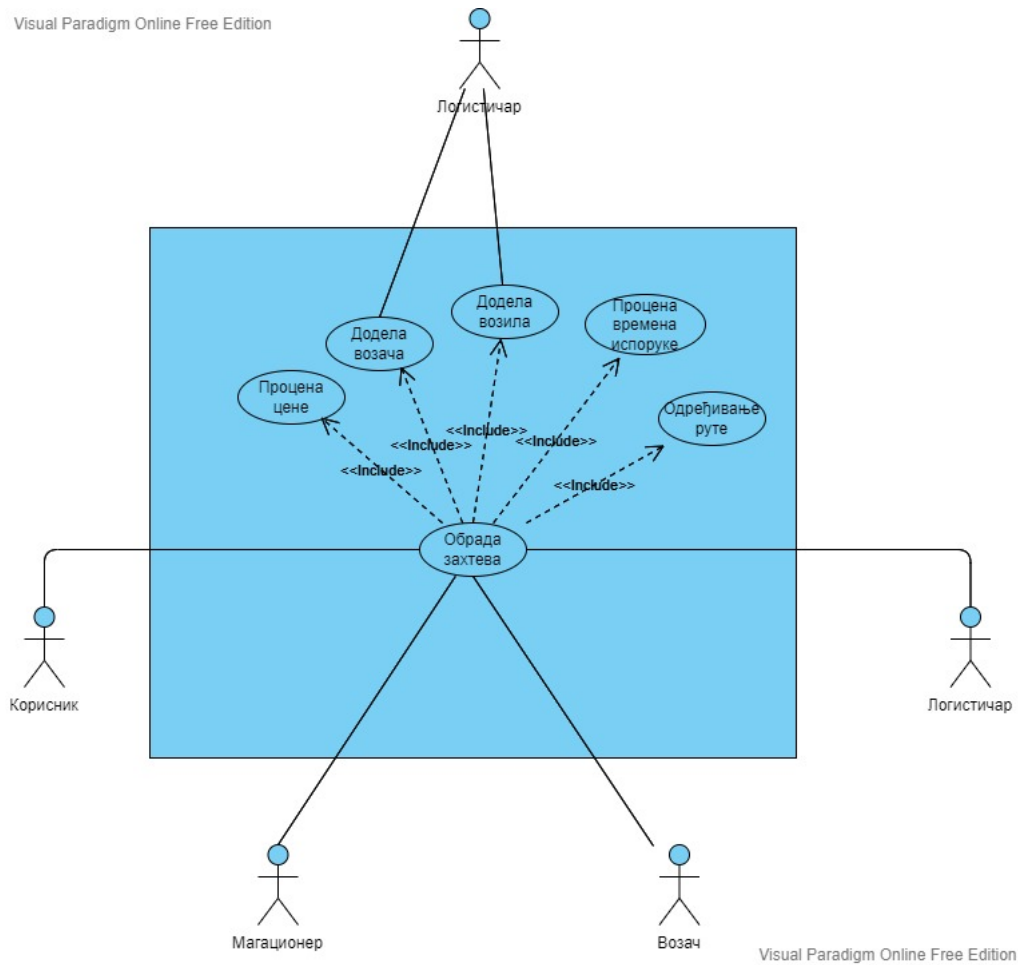 Visual Paradigm Online Free Edition
Логистичар
Додела
возача
Додела
возила
Процена
времена
испоруке
Процена
цене
Одређивање
руте
<<Include>>
<<Include>>
<<Include>>
<<Include>>
<<Include>>
Обрада
захтева
Корисник
Логистичар
Магационер
Возач
Visual Paradigm Online Free Edition